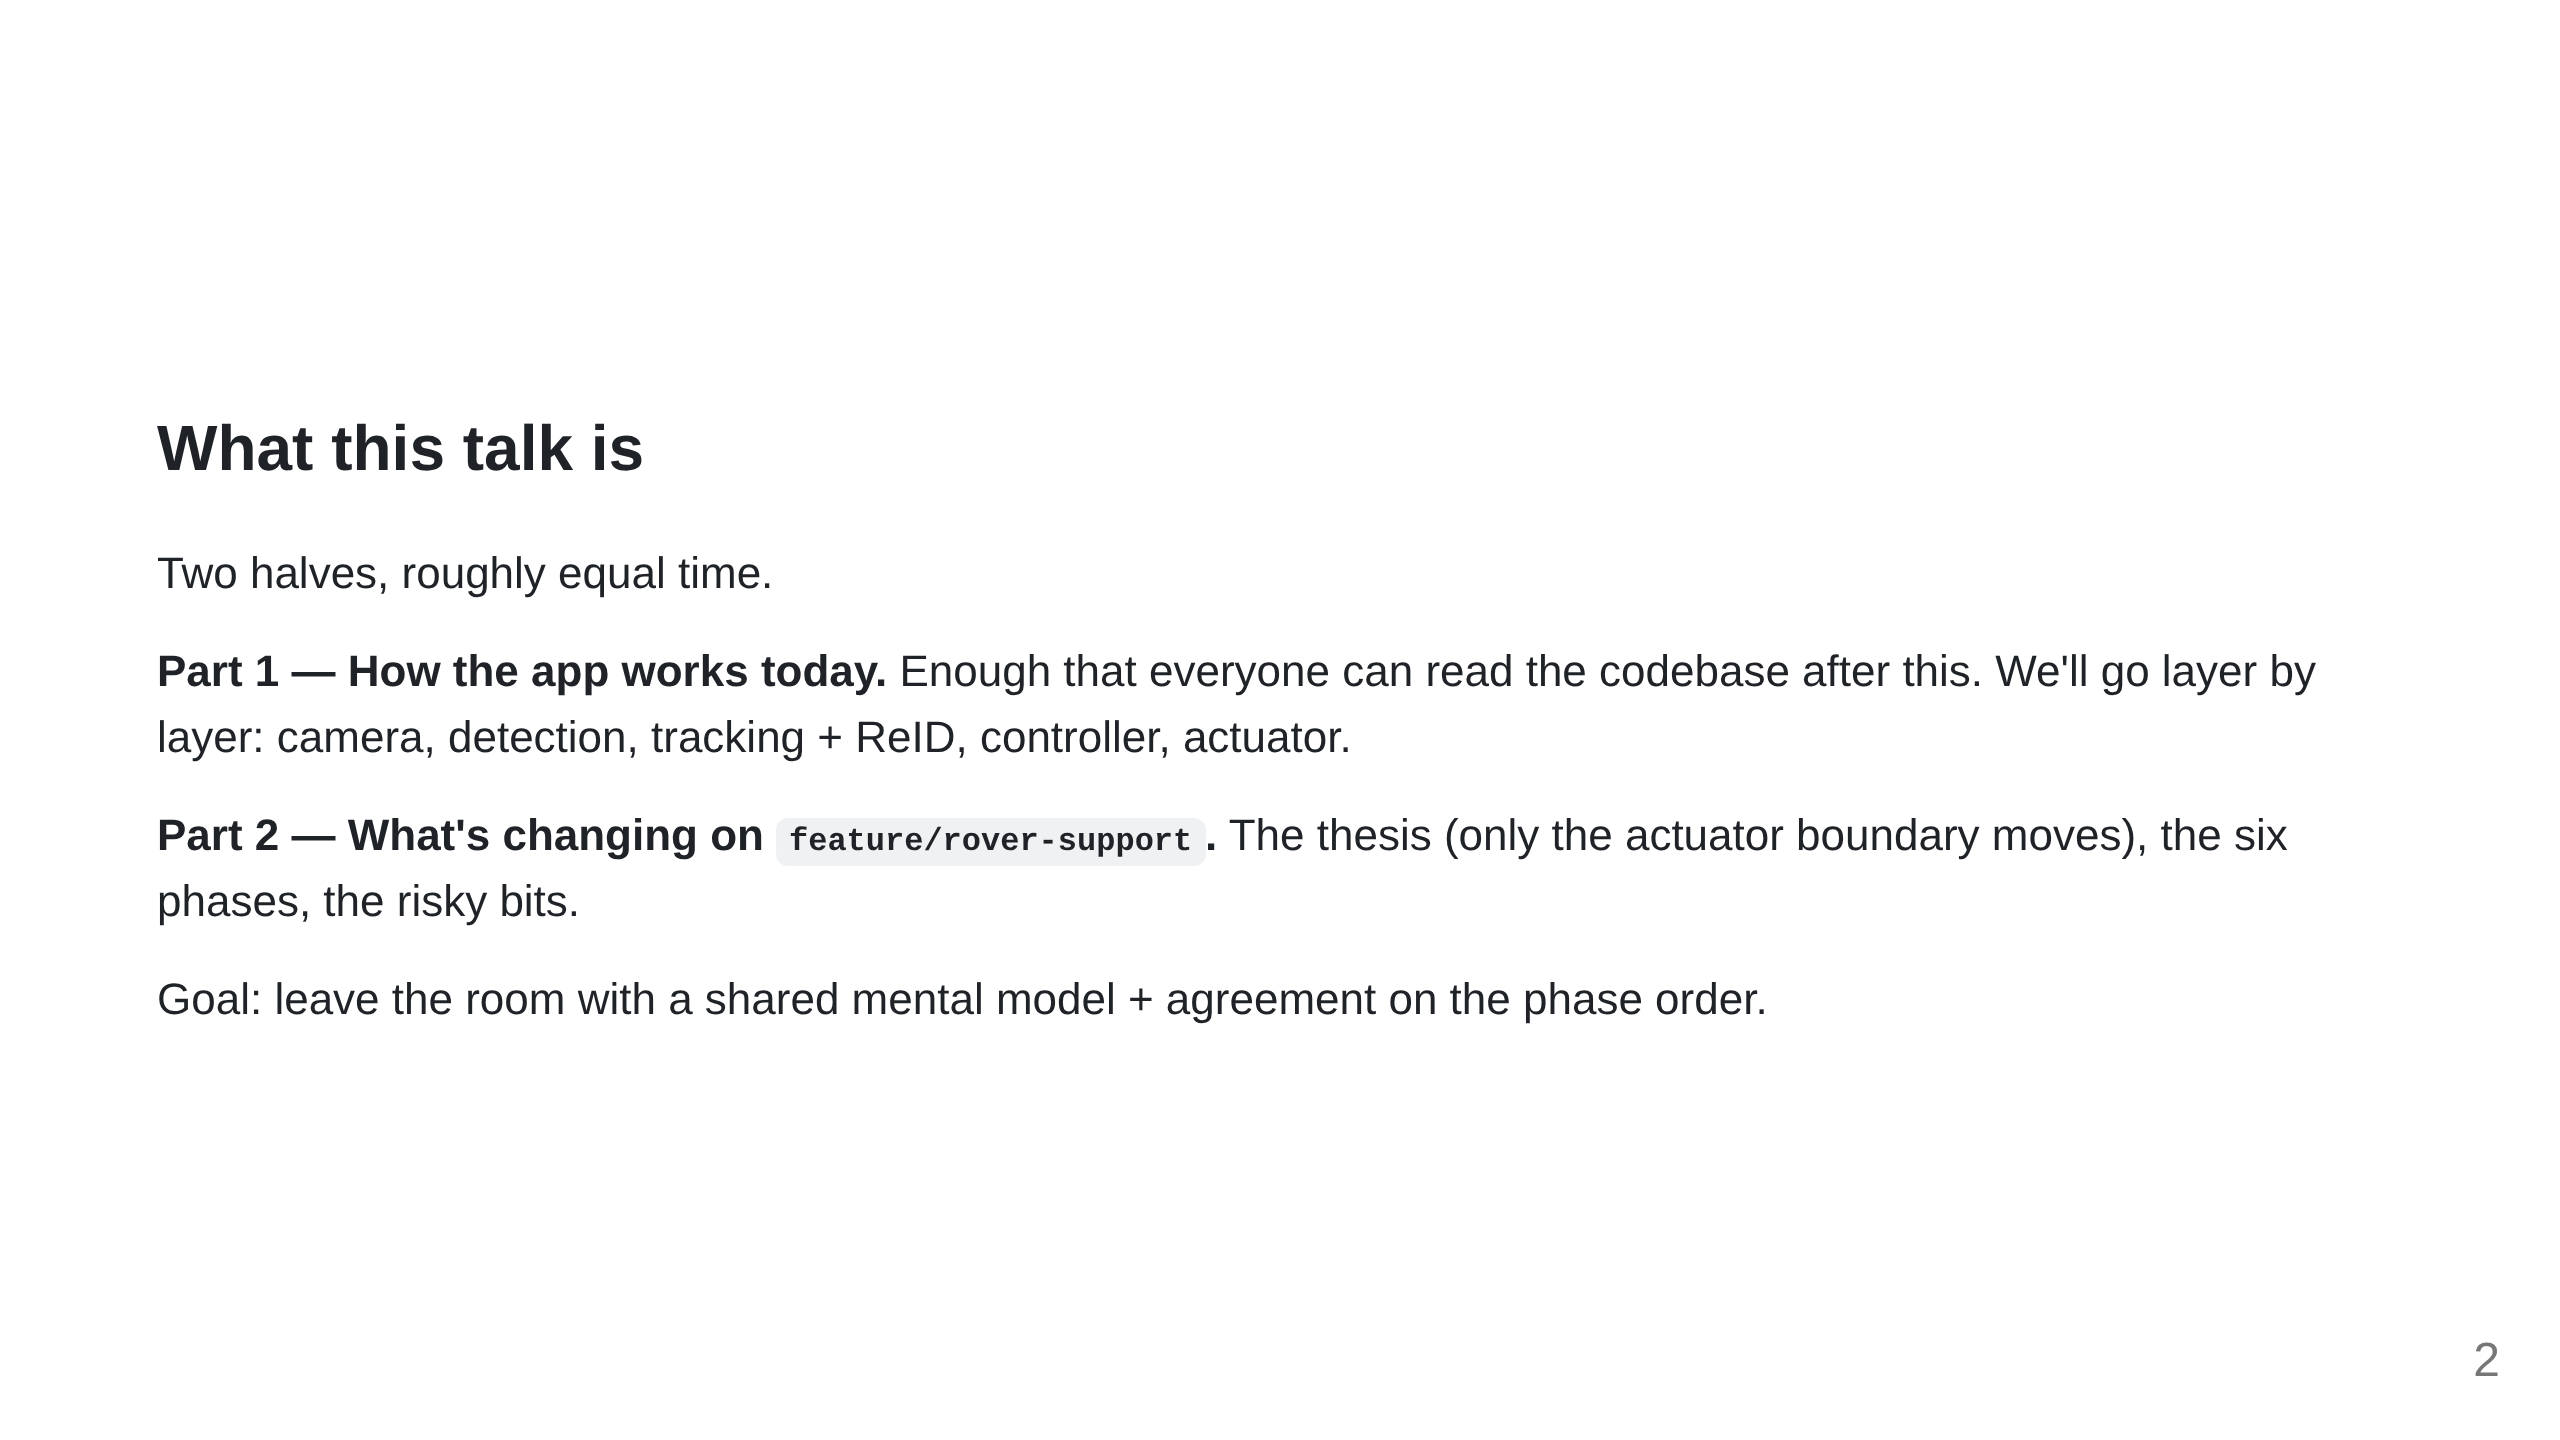 What this talk is
Two halves, roughly equal time.
Part 1 — How the app works today. Enough that everyone can read the codebase after this. We'll go layer by
layer: camera, detection, tracking + ReID, controller, actuator.
Part 2 — What's changing on feature/rover-support. The thesis (only the actuator boundary moves), the six
phases, the risky bits.
Goal: leave the room with a shared mental model + agreement on the phase order.
2